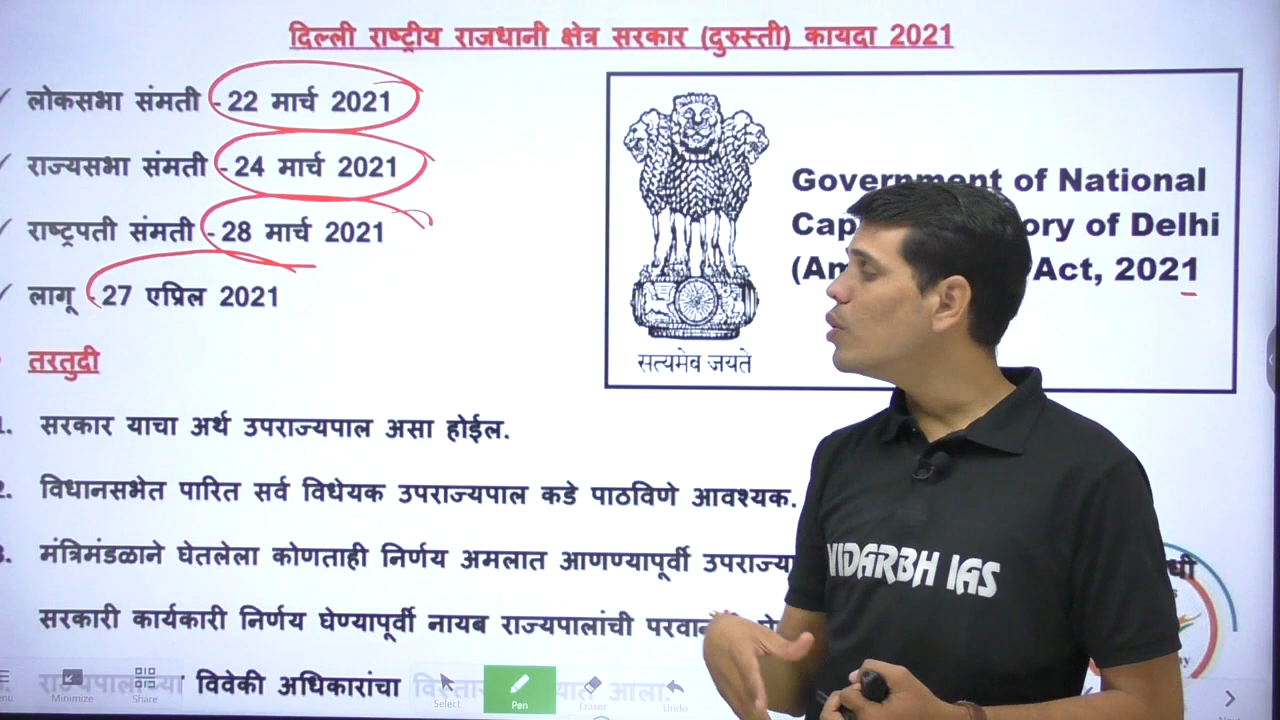 दिल्ली राष्ट्रीय राजधानी क्षेत्र सरकार (दुरुस्ती) कायदा 2021
लोकसभा संमती - 22 मार्च 2021
राज्यसभा संमती - 24 मार्च 2021
राष्ट्रपती संमती - 28 मार्च 2021
लागू - 27 एप्रिल 2021
Government of National
of Delhi
Act, 2021
सत्यमेव जयते
तरतुदी
सरकार याचा अर्थ उपराज्यपाल असा होईल.
2. विधानसभेत पारित सर्व विधेयक उपराज्यपाल कडे पाठविणे आवश्यक.
मंत्रिमंडळाने घेतलेला कोणताही निर्णय अमलात आणण्यापूर्वी
सरकारी कार्यकारी निर्णय घेण्यापूर्वी नायब राज्यपालांची
विवेकी अधिकारांचा आला.
VIDARBH IAS
Minimize
Share
Select
Pen
Eraser
Undo